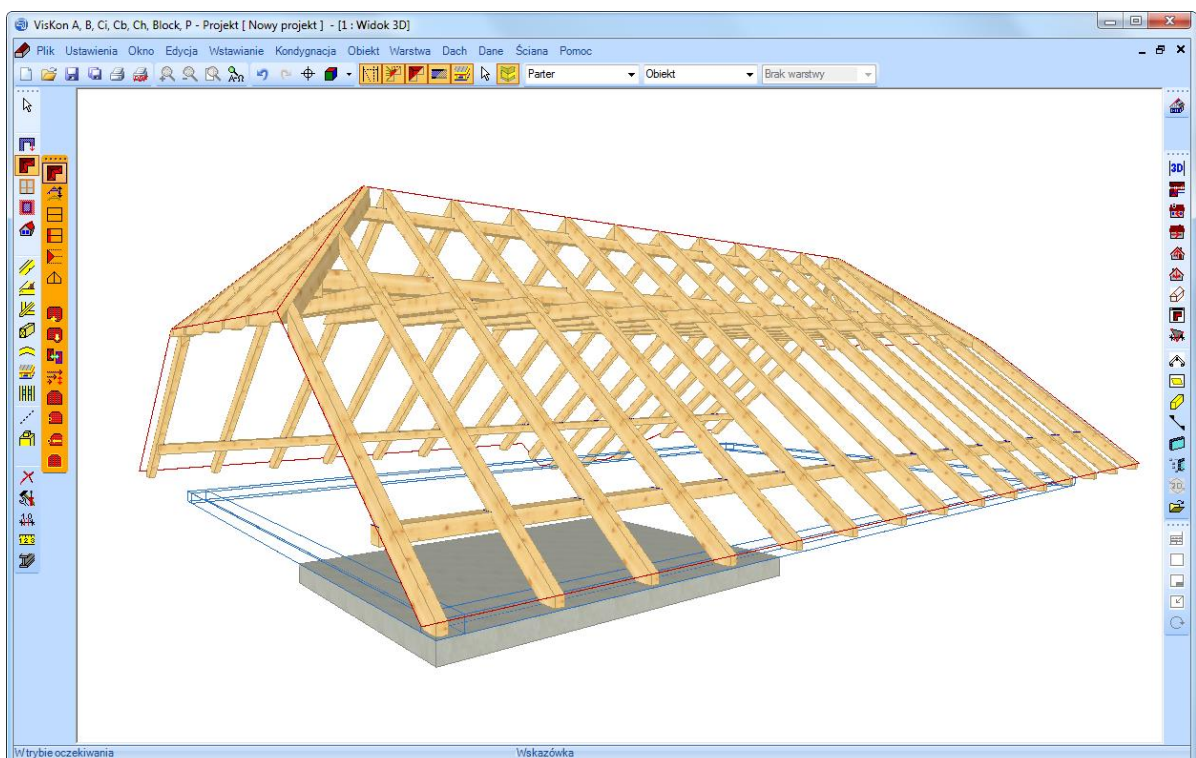 VisKon A, B, Ci, Cb, Ch, Block, P - Projekt [ Nowy projekt ] - [1 : Widok 3D]
Plik Ustawienia Okno Edycja Wstawianie Kondygnacja Obiekt Warstwa Dach Dane Ściana Pomoc
Parter Obiekt Brak warstwy
3D
W trybie oczekiwania Wskazówka